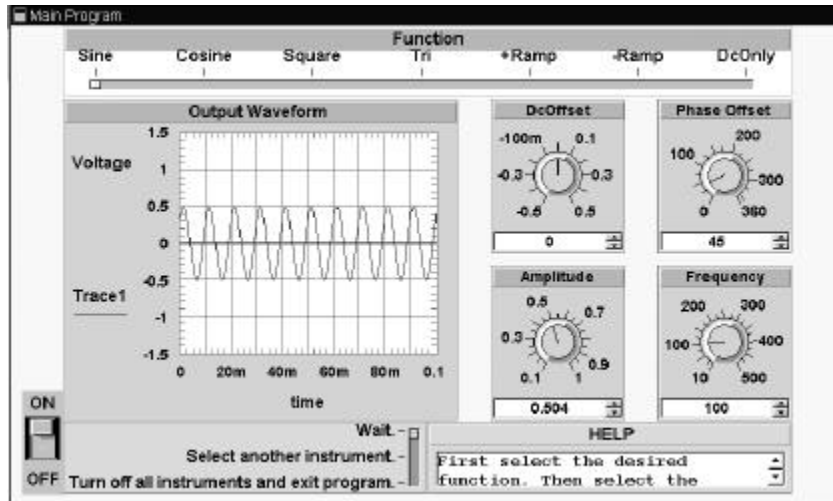 Main Program
Function
Sine Cosine Square Tri +Ramp -Ramp DcOnly
Output Waveform
Voltage
1.5
1
0.5
0
-0.5
-1
-1.5
Trace1
0 20m 40m 60m 80m 0.1
time
DcOffset
-100m 0.1
-0.3 0.3
-0.5 0.5
0
Phase Offset
100 200
300
0 360
45
Amplitude
0.5 0.7
0.3
0.9
0.1 1
0.504
Frequency
200 300
100 400
10 500
100
ON
OFF
Wait.
Select another instrument.
Turn off all instruments and exit program.
HELP
First select the desired
function. Then select the